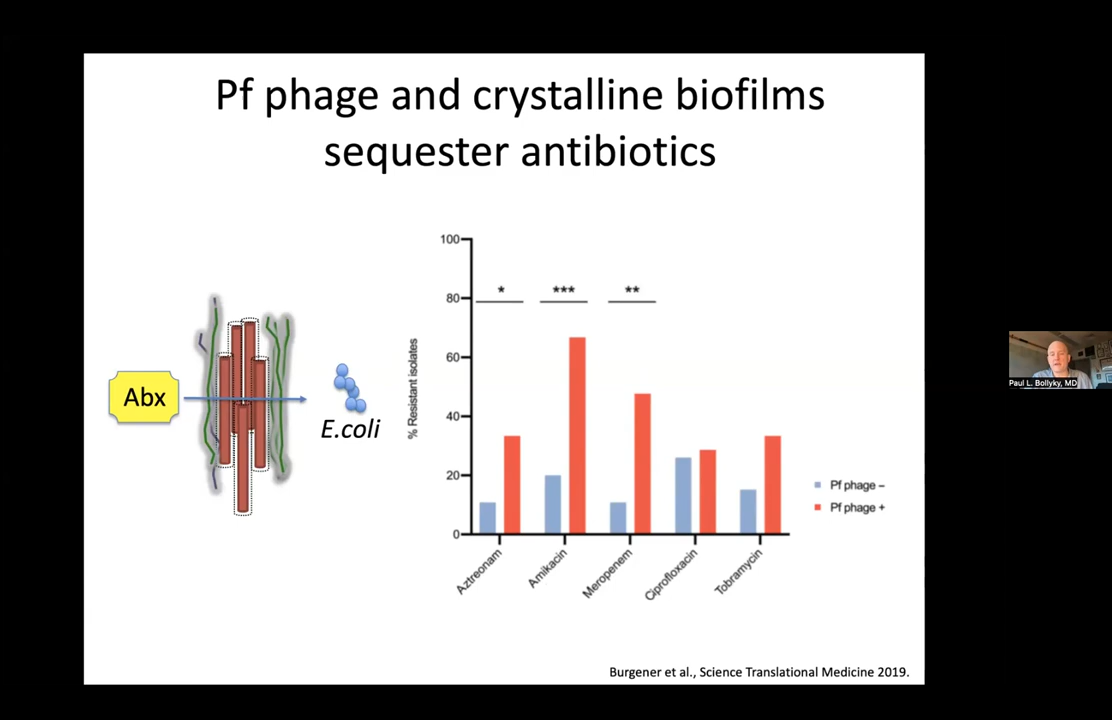 Pf phage and crystalline biofilms
sequester antibiotics
Abx
E.coli
% Resistant isolates
100
80
60
40
20
0
*
***
**
Aztreonam
Amikacin
Meropenem
Ciprofloxacin
Tobramycin
Pf phage –
Pf phage +
Burgener et al., Science Translational Medicine 2019.
Paul L. Bollyky, MD